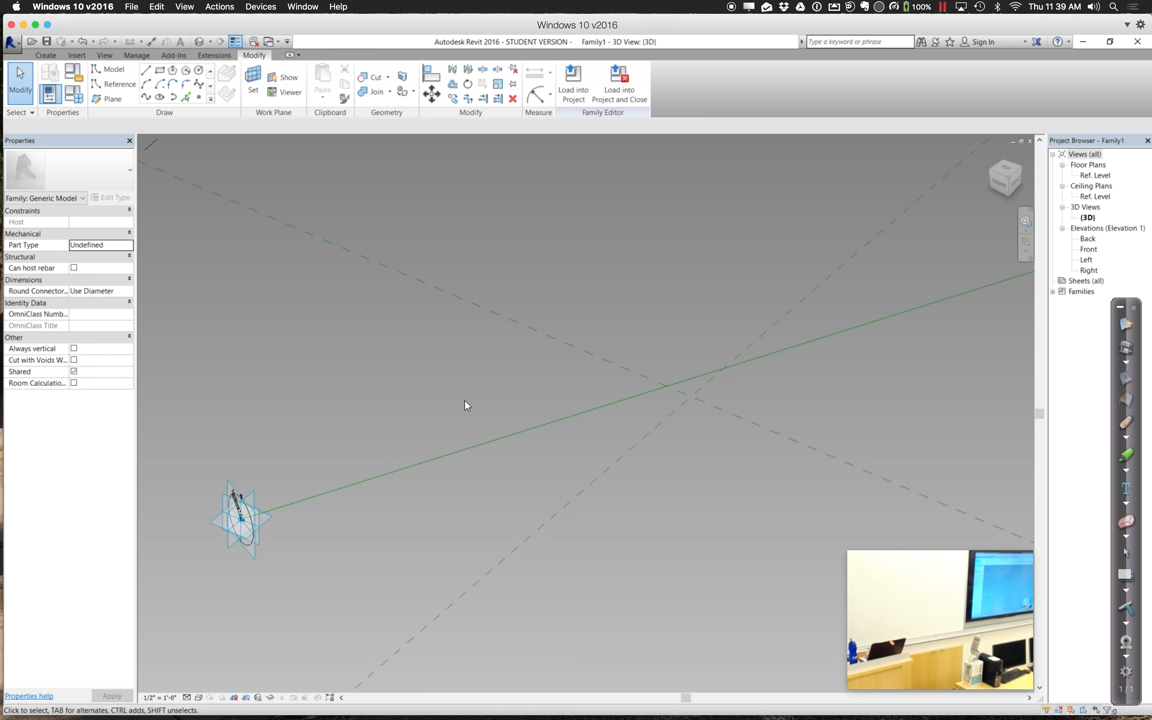 Windows 10 v2016 File Edit View Actions Devices Window Help 100% Thu 11:39 AM
Windows 10 v2016
Autodesk Revit 2016 - STUDENT VERSION - Family1 - 3D View: {3D} Type a keyword or phrase Sign In
Create Insert Annotate View Manage Add-Ins Extensions Modify
Modify
Model
Reference
Plane
Set
Show
Viewer
Paste
Cut
Join
Load into
Project
Load into
Project and Close
Select Properties Draw Work Plane Clipboard Geometry Modify Measure Family Editor
Properties
Family: Generic Model Edit Type
Constraints
Host
Mechanical
Part Type Undefined
Structural
Can host rebar
Dimensions
Round Connector... Use Diameter
Identity Data
OmniClass Numb...
OmniClass Title
Other
Always vertical
Cut with Voids W...
Shared
Room Calculatio...
Properties help Apply
Project Browser - Family1
Views (all)
Floor Plans
Ref. Level
Ceiling Plans
Ref. Level
3D Views
{3D}
Elevations (Elevation 1)
Back
Front
Left
Right
Sheets (all)
Families
1/1
1/2" = 1'-0"
Click to select, TAB for alternates, CTRL adds, SHIFT unselects.